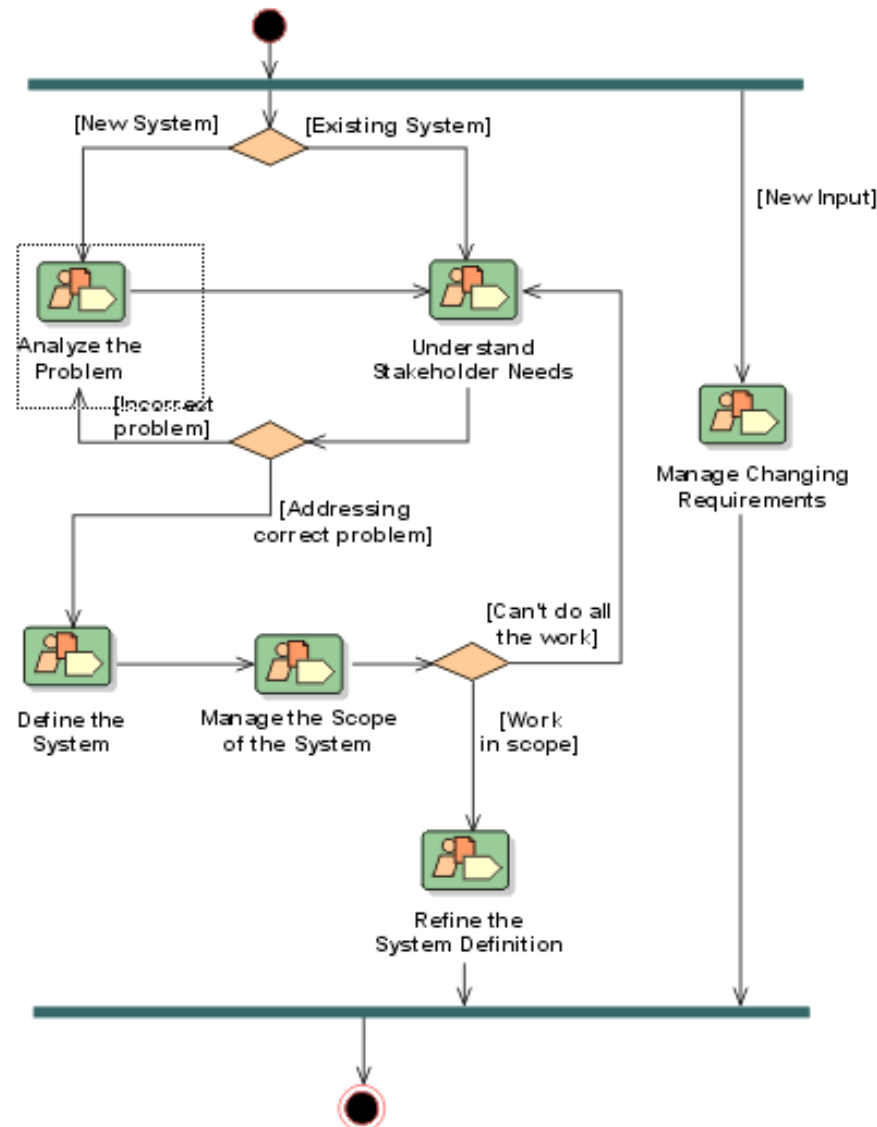 [New System]
[Existing System]
[New Input]
Analyze the
Problem
Understand
Stakeholder Needs
[Incorrect
problem]
Manage Changing
Requirements
[Addressing
correct problem]
[Can't do all
the work]
Define the
System
Manage the Scope
of the System
[Work
in scope]
Refine the
System Definition